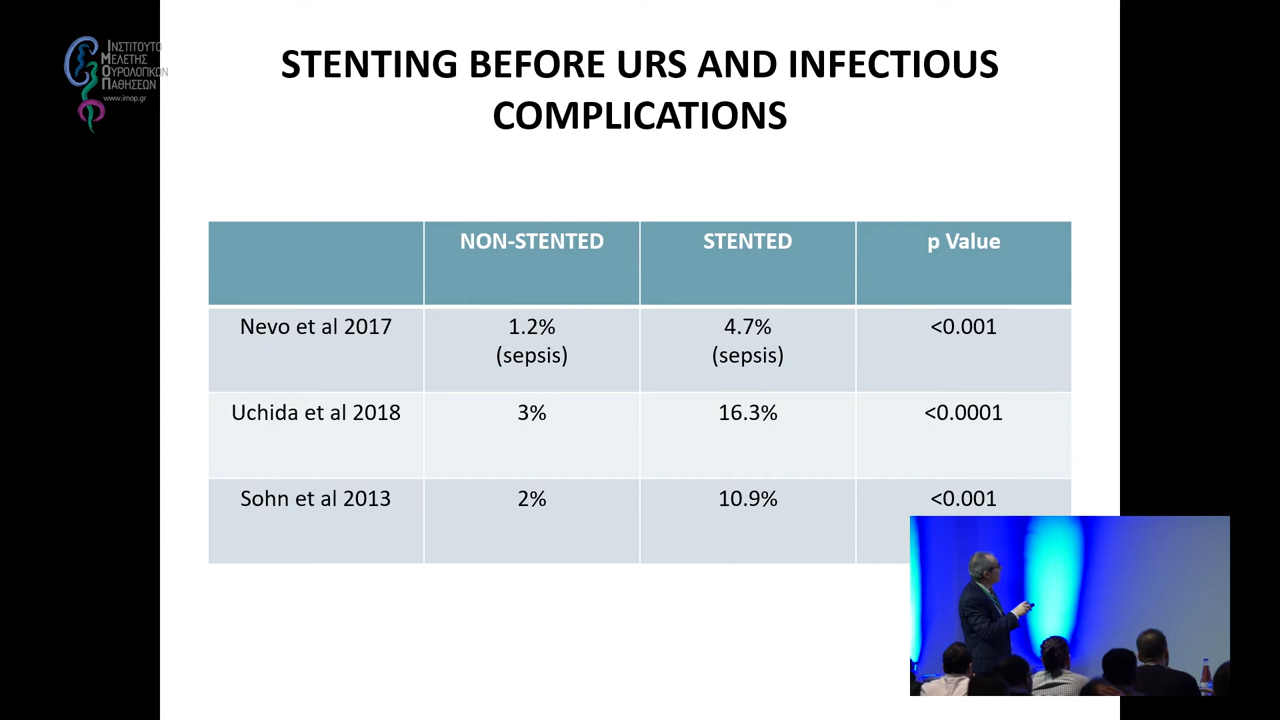 ΙΝΣΤΙΤΟΥΤΟ
ΜΕΛΕΤΗΣ
ΟΥΡΟΛΟΓΙΚΩΝ
ΠΑΘΗΣΕΩΝ
www.imop.gr
STENTING BEFORE URS AND INFECTIOUS
COMPLICATIONS
NON-STENTED STENTED p Value
Nevo et al 2017 1.2% 4.7% <0.001
(sepsis) (sepsis)
Uchida et al 2018 3% 16.3% <0.0001
Sohn et al 2013 2% 10.9% <0.001